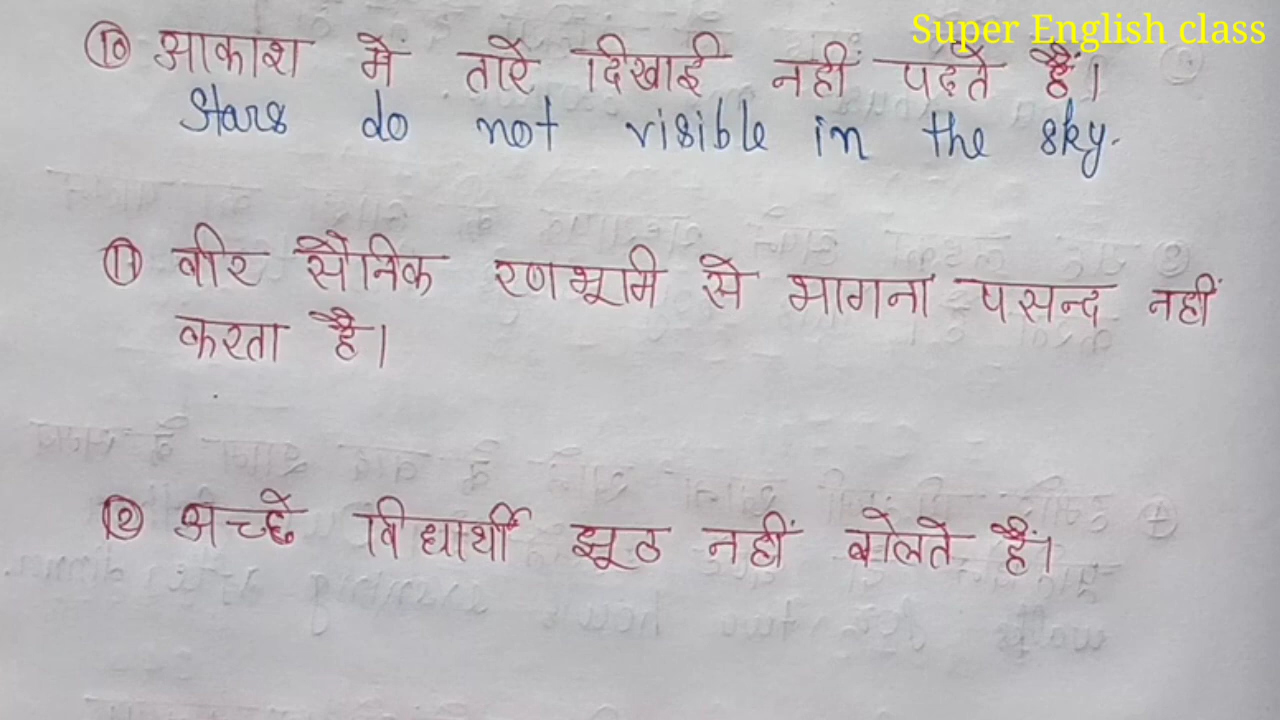 Super English class
⑩ आकाश में तारे दिखाई नहीं पड़ते हैं।
Stars do not visible in the sky.
⑪ वीर सैनिक रणभूमि से भागना पसन्द नहीं
करता है।
⑫ अच्छे विद्यार्थी झूठ नहीं बोलते हैं।